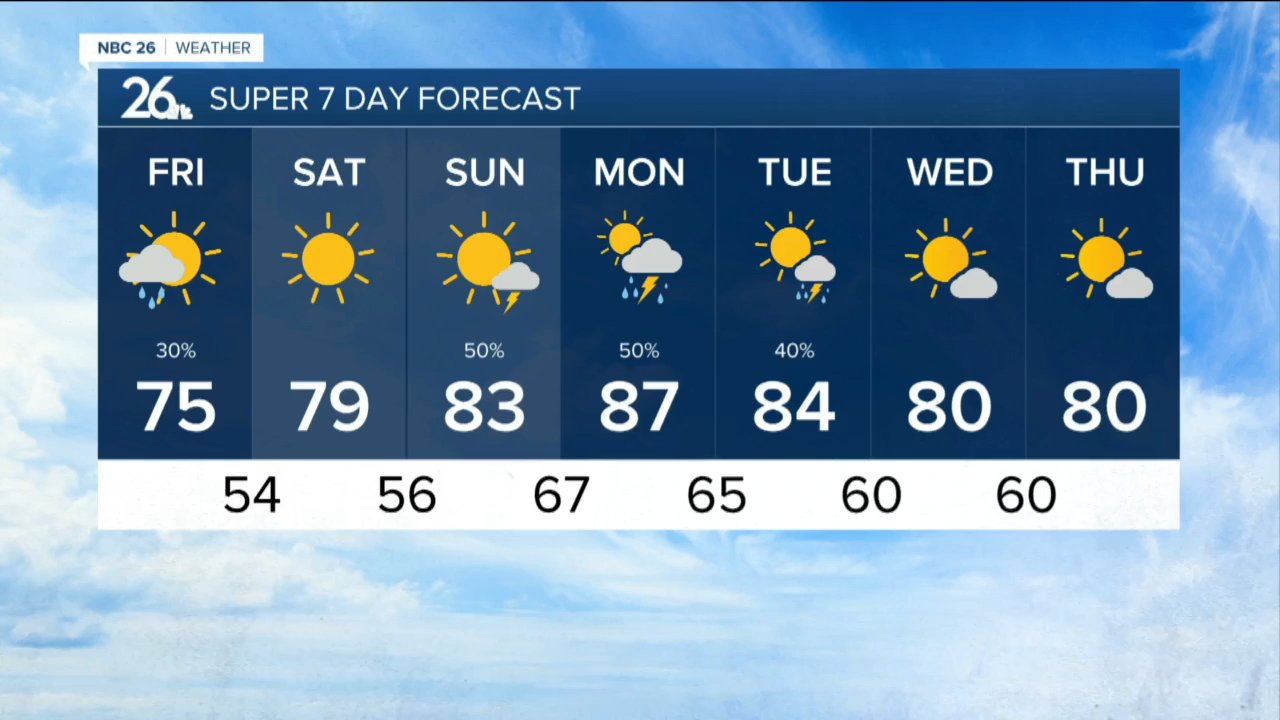 NBC 26 | WEATHER
26 SUPER 7 DAY FORECAST
FRI SAT SUN MON TUE WED THU
30% 50% 50% 40%
75 79 83 87 84 80 80
54 56 67 65 60 60